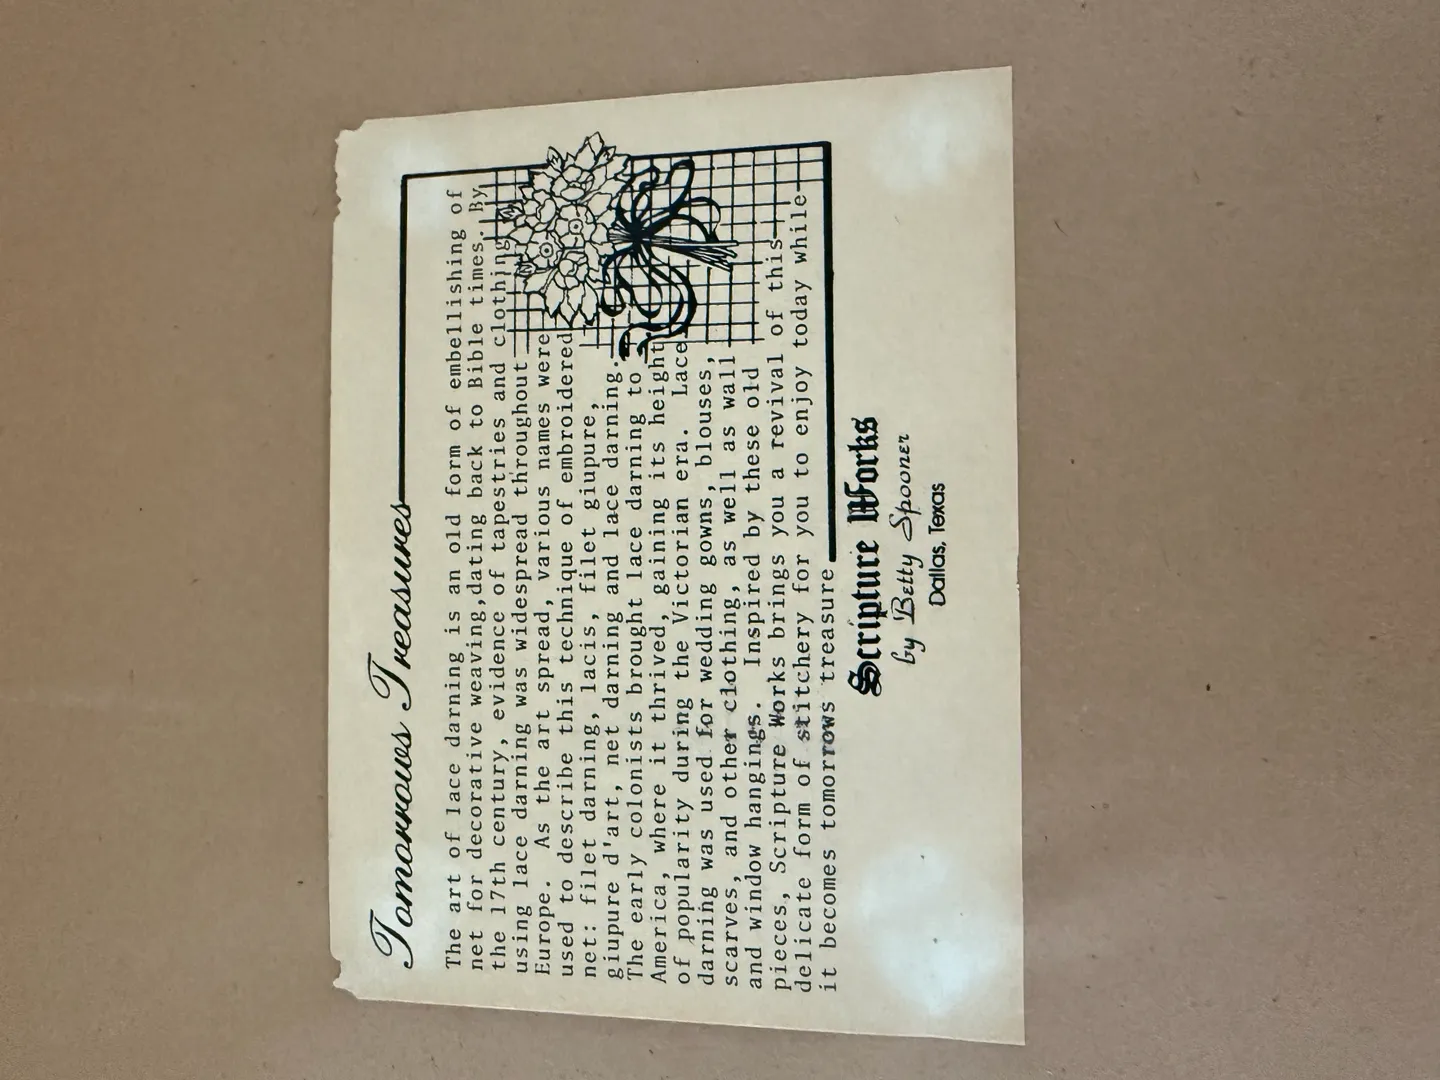 Tomorrows Treasures
The art of lace darning is an old form of embellishing of
net for decorative weaving,dating back to Bible times. By
the 17th century, evidence of tapestries and clothing
using lace darning was widespread throughout
Europe. As the art spread, various names were
used to describe this technique of embroidered
net: filet darning, lacis, filet giupure,
giupure d'art, net darning and lace darning.
The early colonists brought lace darning to
America, where it thrived, gaining its height
of popularity during the Victorian era. Lace
darning was used for wedding gowns, blouses,
scarves, and other clothing, as well as wall
and window hangings. Inspired by these old
pieces, Scripture Works brings you a revival of this
delicate form of stitchery for you to enjoy today while
it becomes tomorrows treasure
Scripture Works
by Betty Spooner
Dallas, Texas